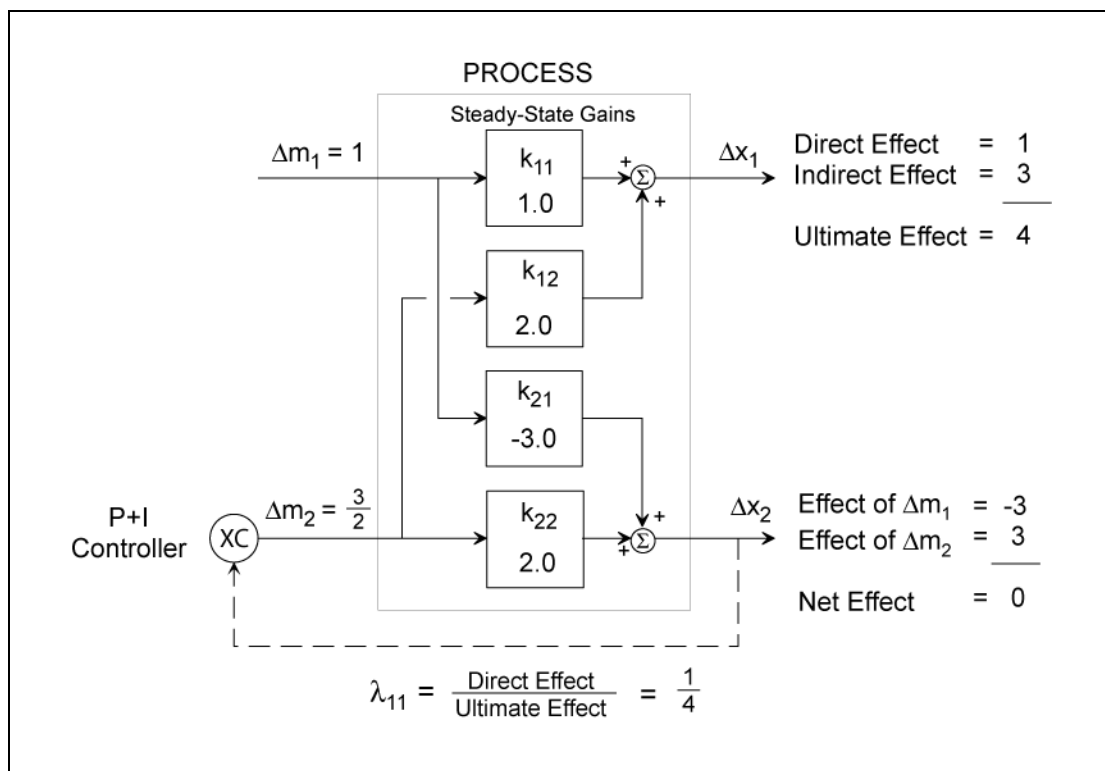 PROCESS
Steady-State Gains
Δm₁ = 1
k₁₁
1.0
+
Σ
+
Δx₁
Direct Effect = 1
Indirect Effect = 3
Ultimate Effect = 4
k₁₂
2.0
k₂₁
-3.0
P+I
Controller
XC
Δm₂ = 3/2
k₂₂
2.0
+
+
Σ
Δx₂
Effect of Δm₁ = -3
Effect of Δm₂ = 3
Net Effect = 0
λ₁₁ = Direct Effect / Ultimate Effect = 1/4